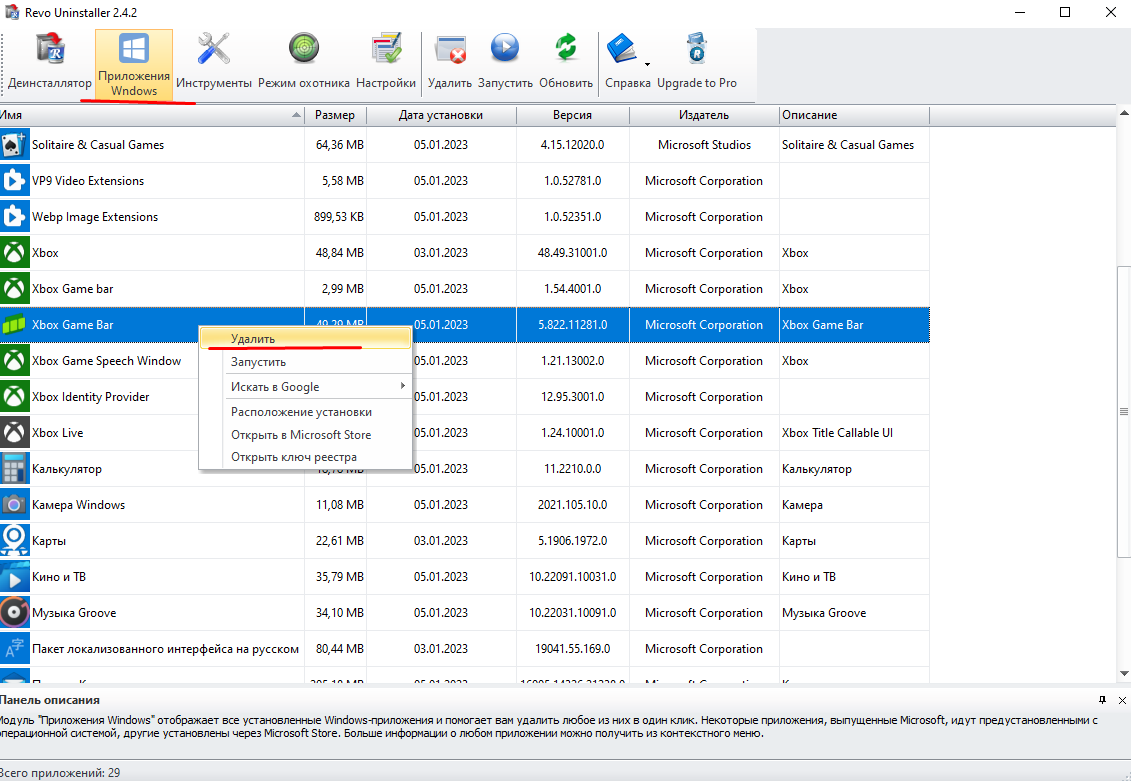 Revo Uninstaller 2.4.2
Деинсталлятор Приложения Wndows Инструменты Режим охотника Настройки Удалить Запустить Обновить Справка Upgrade to Pro
Имя Размер Дата установки Версия Издатель Описание
Solitaire & Casual Games 64,36 MB 05.01.2023 4.15.12020.0 Microsoft Studios Solitaire & Casual Games
VP9 Video Extensions 5,58 MB 05.01.2023 1.0.52781.0 Microsoft Corporation
Webp Image Extensions 899,53 KB 05.01.2023 1.0.52351.0 Microsoft Corporation
Xbox 48,84 MB 03.01.2023 48.49.31001.0 Microsoft Corporation Xbox
Xbox Game bar 2,99 MB 05.01.2023 1.54.4001.0 Microsoft Corporation Xbox
Xbox Game Bar 49,29 MB 05.01.2023 5.822.11281.0 Microsoft Corporation Xbox Game Bar
Удалить
Xbox Game Speech Window 05.01.2023 1.21.13002.0 Microsoft Corporation Xbox
Запустить
Искать в Google
Xbox Identity Provider 05.01.2023 12.95.3001.0 Microsoft Corporation Xbox
Расположение установки
Xbox Live 05.01.2023 1.24.10001.0 Microsoft Corporation Xbox Title Callable UI
Открыть в Microsoft Store
Открыть ключ реестра
Калькулятор 05.01.2023 11.2210.0.0 Microsoft Corporation Калькулятор
Камера Windows 11,08 MB 05.01.2023 2021.105.10.0 Microsoft Corporation Камера
Карты 22,61 MB 03.01.2023 5.1906.1972.0 Microsoft Corporation Карты
Кино и ТВ 35,79 MB 05.01.2023 10.22091.10031.0 Microsoft Corporation Кино и ТВ
Музыка Groove 34,10 MB 05.01.2023 10.22031.10091.0 Microsoft Corporation Музыка Groove
Пакет локализованного интерфейса на русском 80,44 MB 03.01.2023 19041.55.169.0 Microsoft Corporation
Панель описания
Модуль "Приложения Windows" отображает все установленные Windows-приложения и помогает вам удалить любое из них в один клик. Некоторые приложения, выпущенные Microsoft, идут предустановленными с
операционной системой, другие установлены через Microsoft Store. Больше информации о любом приложении можно получить из контекстного меню.
Всего приложений: 29